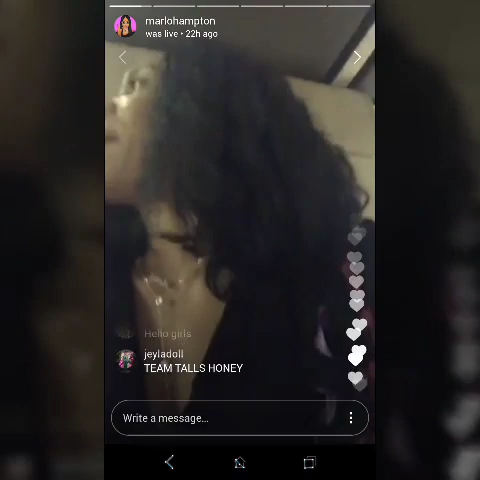 marlohampton
was live • 22h ago
Hello girls
jeyladoll
TEAM TALLS HONEY
Write a message...